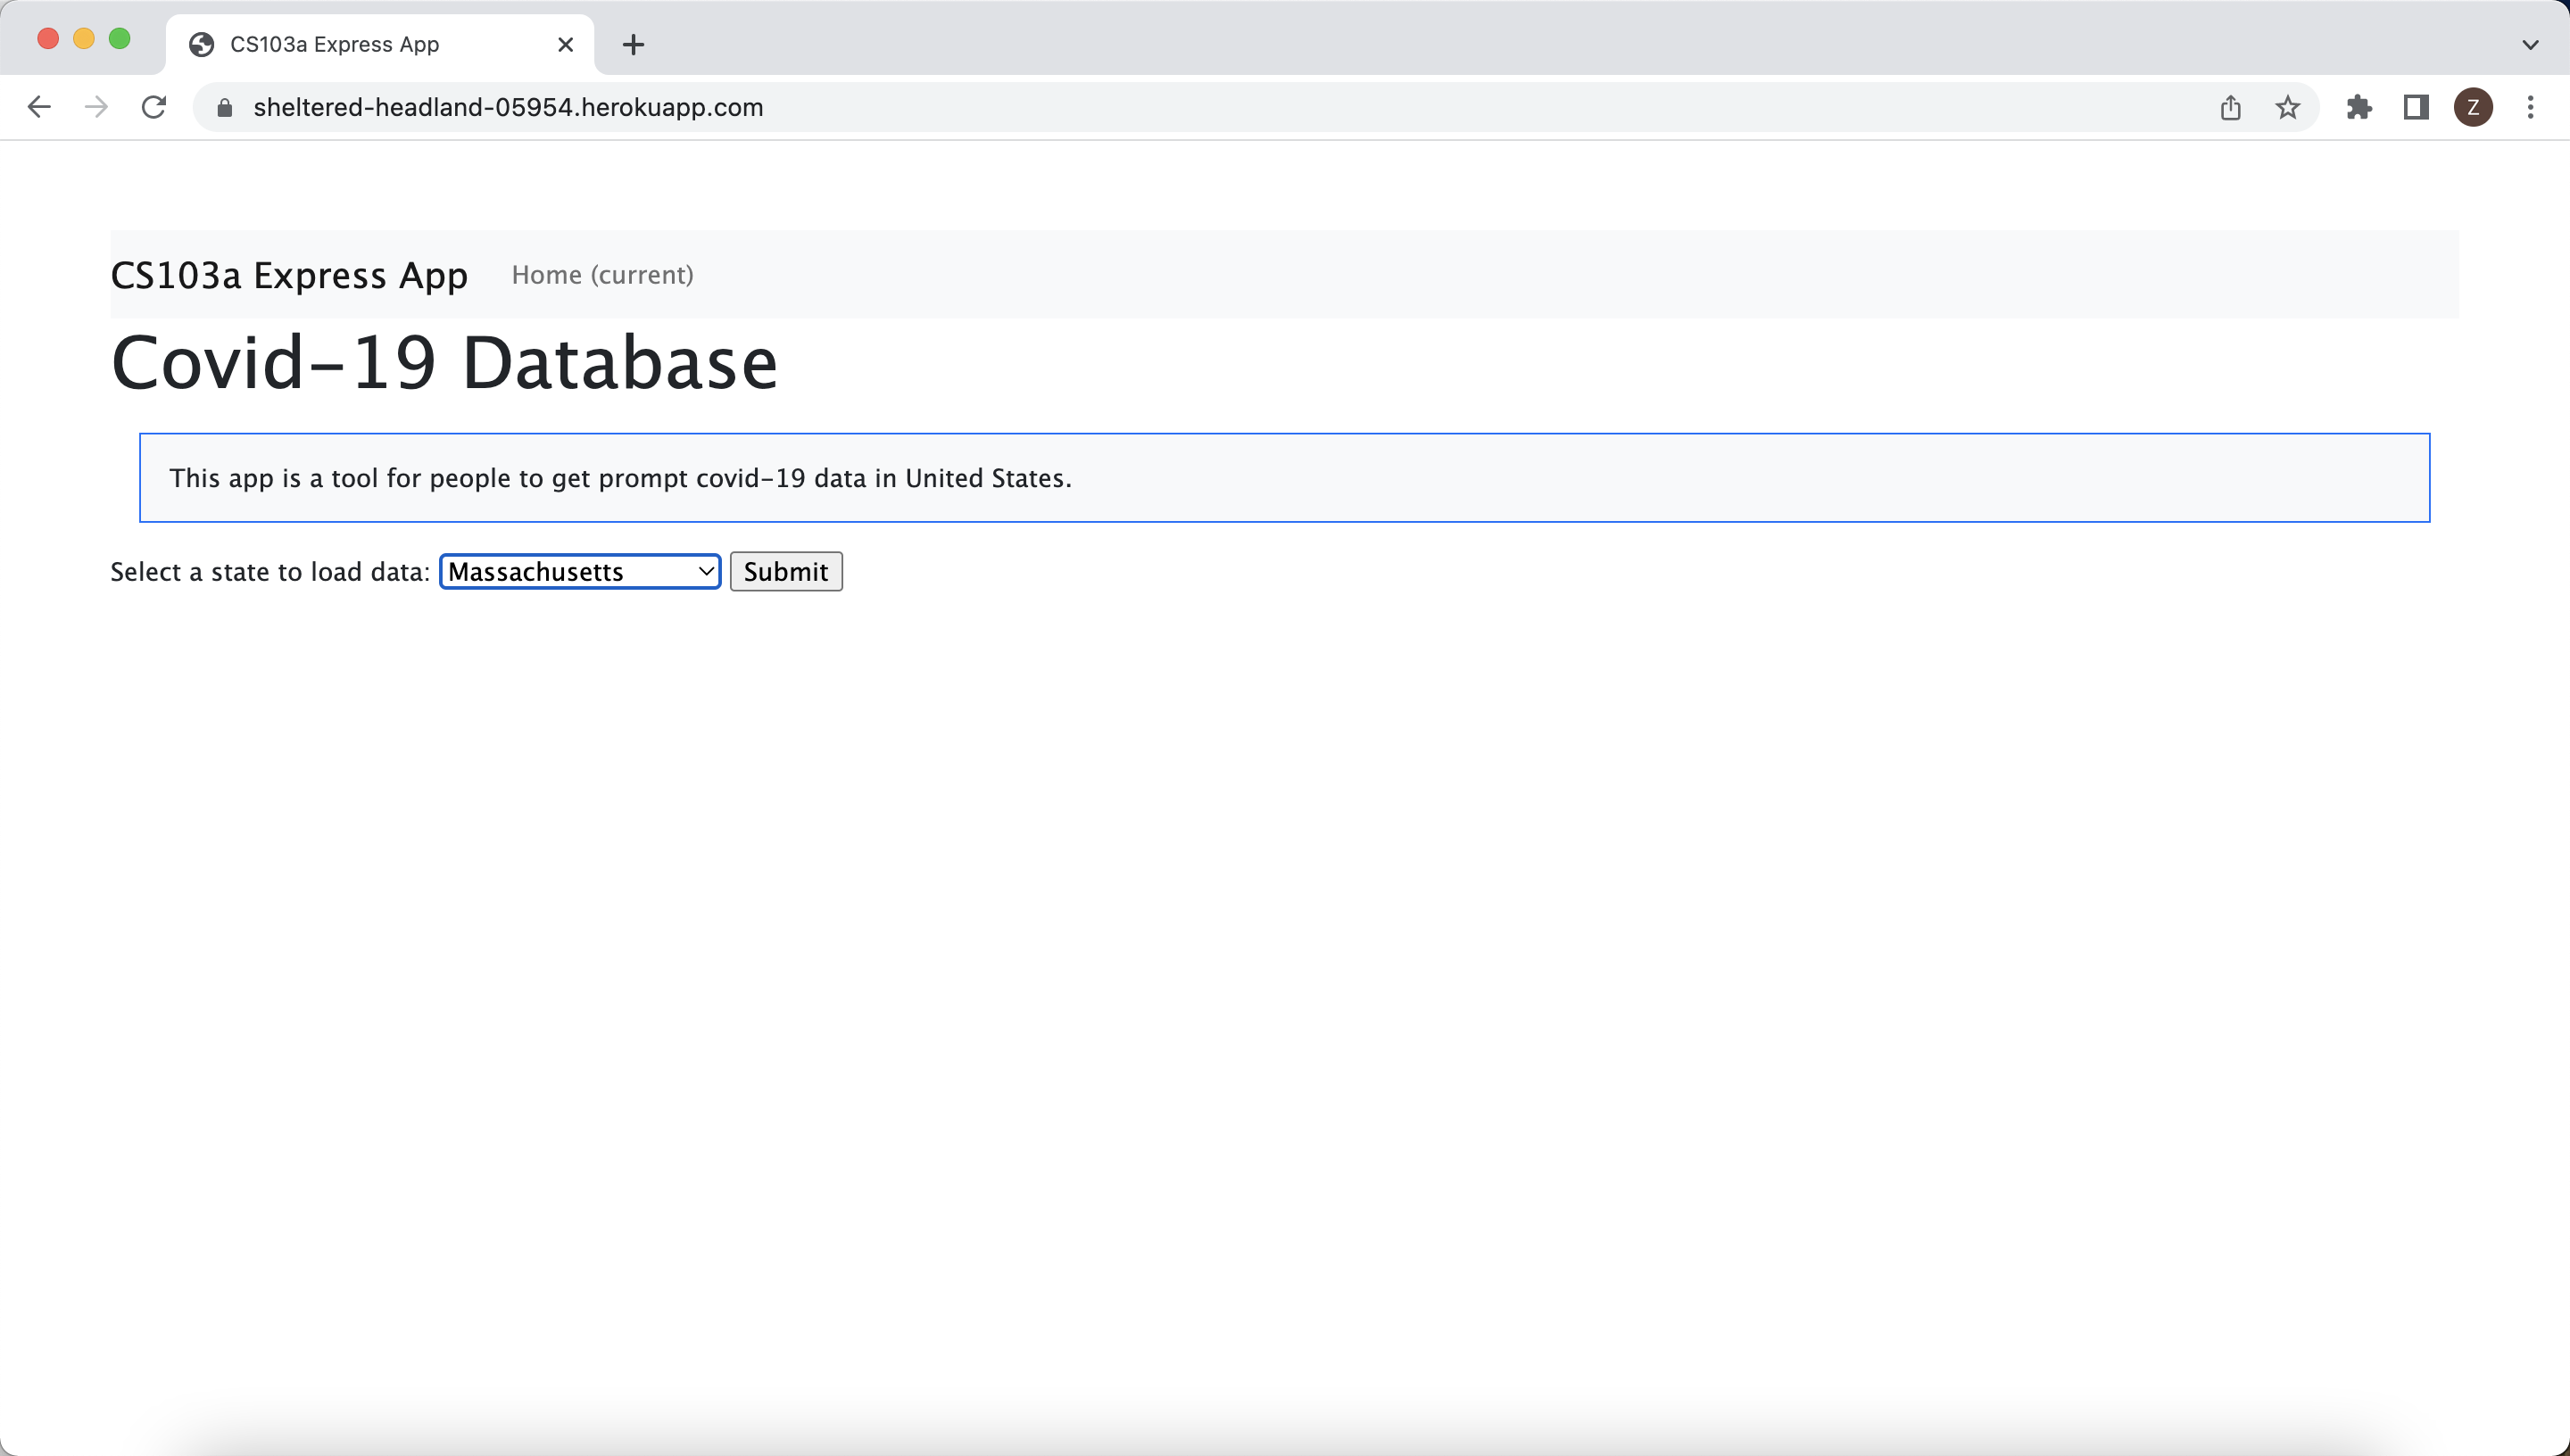 CS103a Express App
sheltered-headland-05954.herokuapp.com
Z
CS103a Express App Home (current)
Covid-19 Database
This app is a tool for people to get prompt covid-19 data in United States.
Select a state to load data: Massachusetts Submit